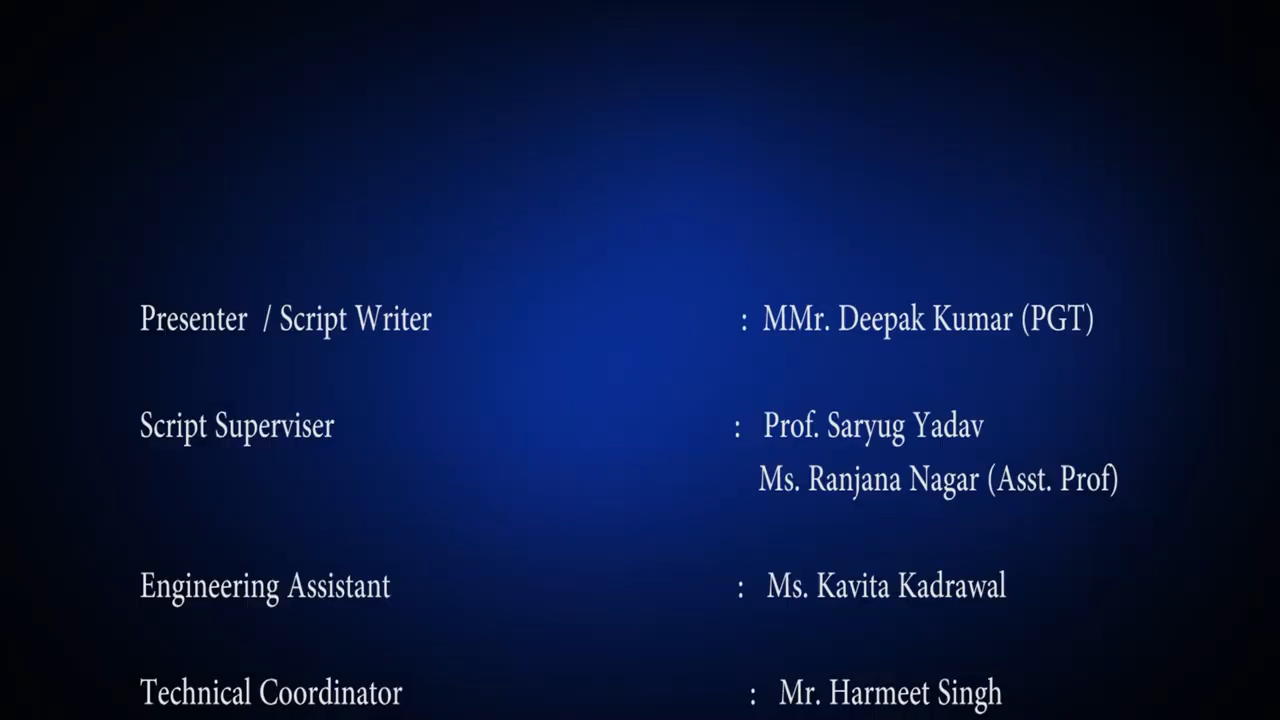 Presenter / Script Writer : MMr. Deepak Kumar (PGT)
Script Superviser : Prof. Saryug Yadav
Ms. Ranjana Nagar (Asst. Prof)
Engineering Assistant : Ms. Kavita Kadrawal
Technical Coordinator : Mr. Harmeet Singh